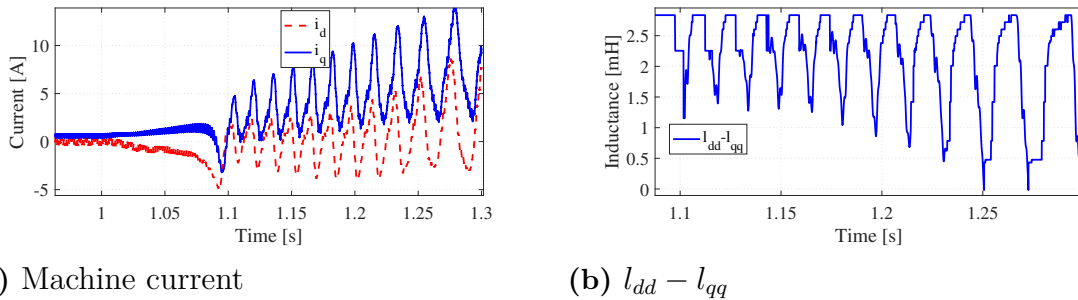 10
5
0
-5
Current [A]
i_d
i_q
1
1.05
1.1
1.15
1.2
1.25
1.3
Time [s]
) Machine current
2.5
2
1.5
1
0.5
0
Inductance [mH]
l_dd-l_qq
1.1
1.15
1.2
1.25
Time [s]
(b) l_dd − l_qq